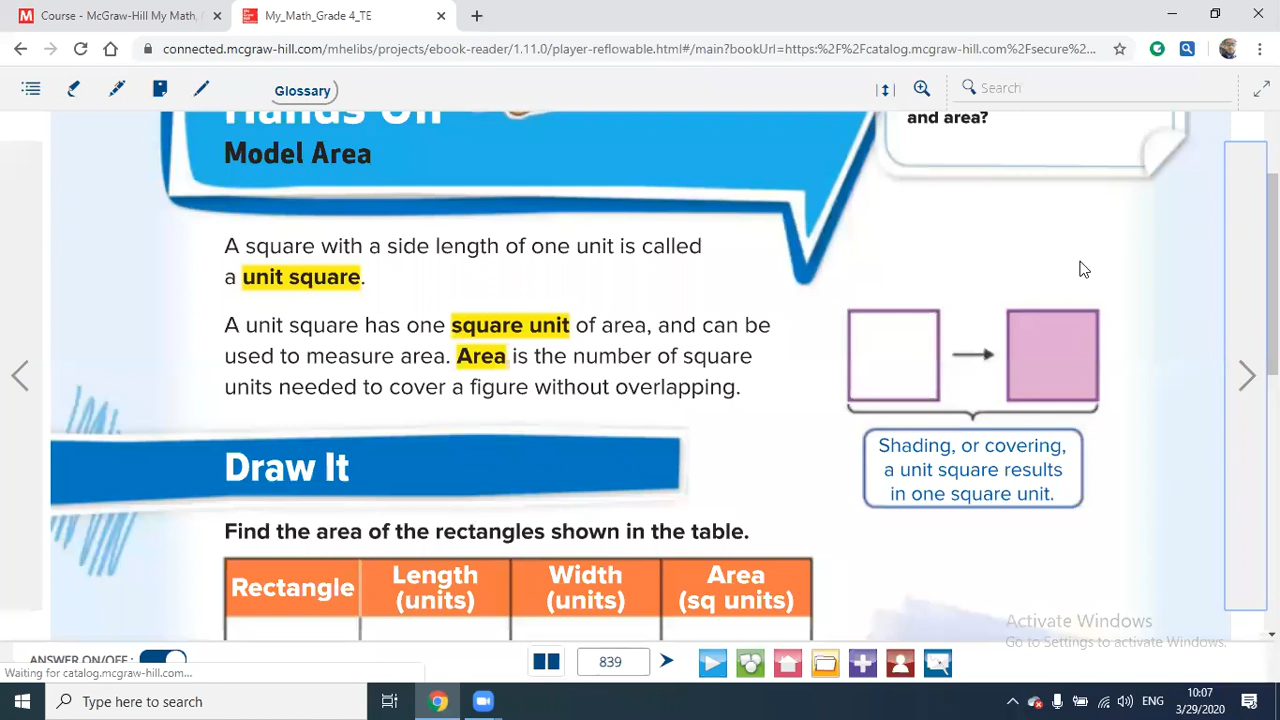 Course - McGraw-Hill My Math,
My_Math_Grade 4_TE
connected.mcgraw-hill.com/mhelibs/projects/ebook-reader/1.11.0/player-reflowable.html#/main?bookUrl=https:%2F%2Fcatalog.mcgraw-hill.com%2Fsecure%2...
Glossary
Search
Hands On
and area?
Model Area
A square with a side length of one unit is called
a unit square.
A unit square has one square unit of area, and can be
used to measure area. Area is the number of square
units needed to cover a figure without overlapping.
Shading, or covering,
a unit square results
in one square unit.
Draw It
Find the area of the rectangles shown in the table.
Rectangle
Length
(units)
Width
(units)
Area
(sq units)
Activate Windows
Go to Settings to activate Windows.
ANSWER ON/OFF:
839
Waiting for catalog.mcgraw-hill.com...
Type here to search
ENG
10:07
3/29/2020